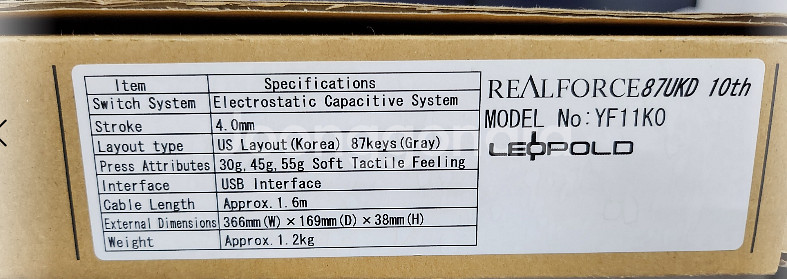 Item Specifications
Switch System Electrostatic Capacitive System
Stroke 4.0mm
Layout type US Layout(Korea) 87keys(Gray)
Press Attributes 30g, 45g, 55g Soft Tactile Feeling
Interface USB Interface
Cable Length Approx. 1.6m
External Dimensions 366mm(W)×169mm(D)×38mm(H)
Weight Approx. 1.2kg
REALFORCE87UKD 10th
MODEL No:YF11K0
LEOPOLD